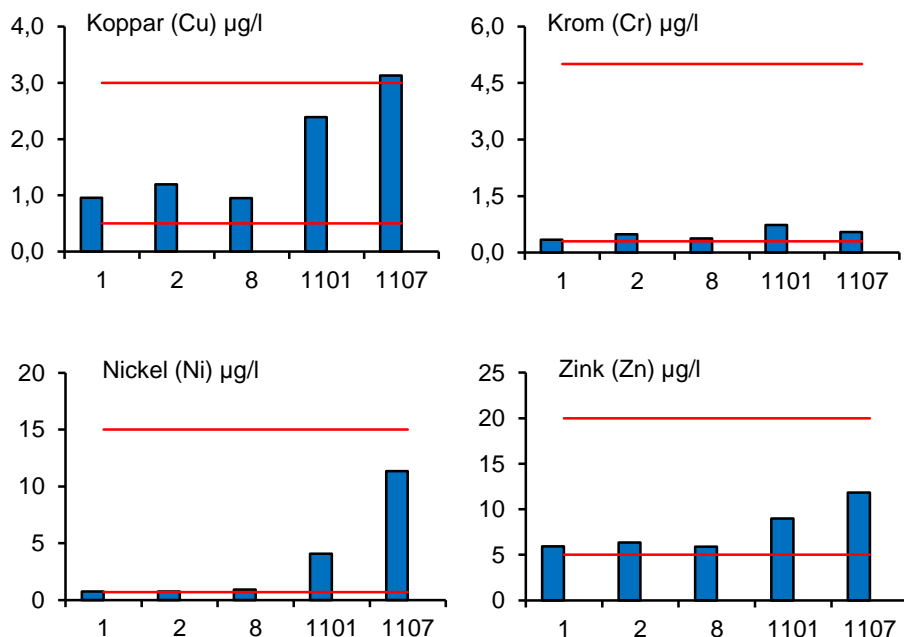 Koppar (Cu) µg/l
4,0
3,0
2,0
1,0
0,0
1 2 8 1101 1107
Krom (Cr) µg/l
6,0
4,5
3,0
1,5
0,0
1 2 8 1101 1107
Nickel (Ni) µg/l
20
15
10
5
0
1 2 8 1101 1107
Zink (Zn) µg/l
25
20
15
10
5
0
1 2 8 1101 1107